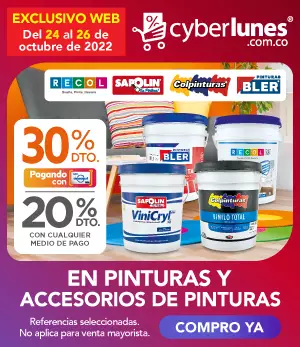 EXCLUSIVO WEB
Del 24 al 26 de
octubre de 2022
cyberlunes®
.com.co
RECOL
SAPOLIN
Colpinturas
PINTURAS
BLER
30% DTO.
Pagando
con
20% DTO.
CON CUALQUIER
MEDIO DE PAGO
BLER
RECOL
SAPOLIN
ViniCryl
Colpinturas
VINILO TOTAL
EN PINTURAS Y
ACCESORIOS DE PINTURAS
Referencias seleccionadas.
No aplica para venta mayorista.
COMPRO YA